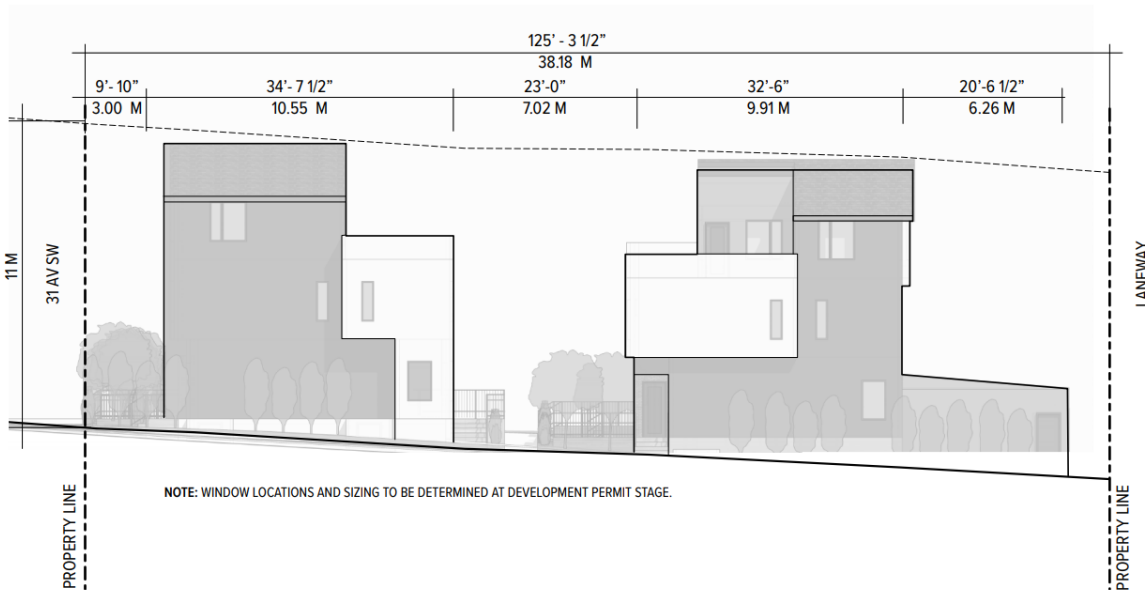 125’ - 3 1/2”
38.18 M
9’- 10”
34’- 7 1/2”
23’-0”
32’-6”
20’-6 1/2”
3.00 M
10.55 M
7.02 M
9.91 M
6.26 M
11 M
31 AV SW
LANEWAY
NOTE: WINDOW LOCATIONS AND SIZING TO BE DETERMINED AT DEVELOPMENT PERMIT STAGE.
PROPERTY LINE
PROPERTY LINE